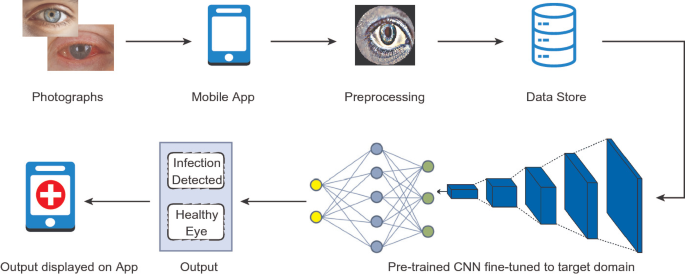 Photographs
Mobile App
Preprocessing
Data Store
Infection
Detected
Healthy
Eye
Output displayed on App
Output
Pre-trained CNN fine-tuned to target domain